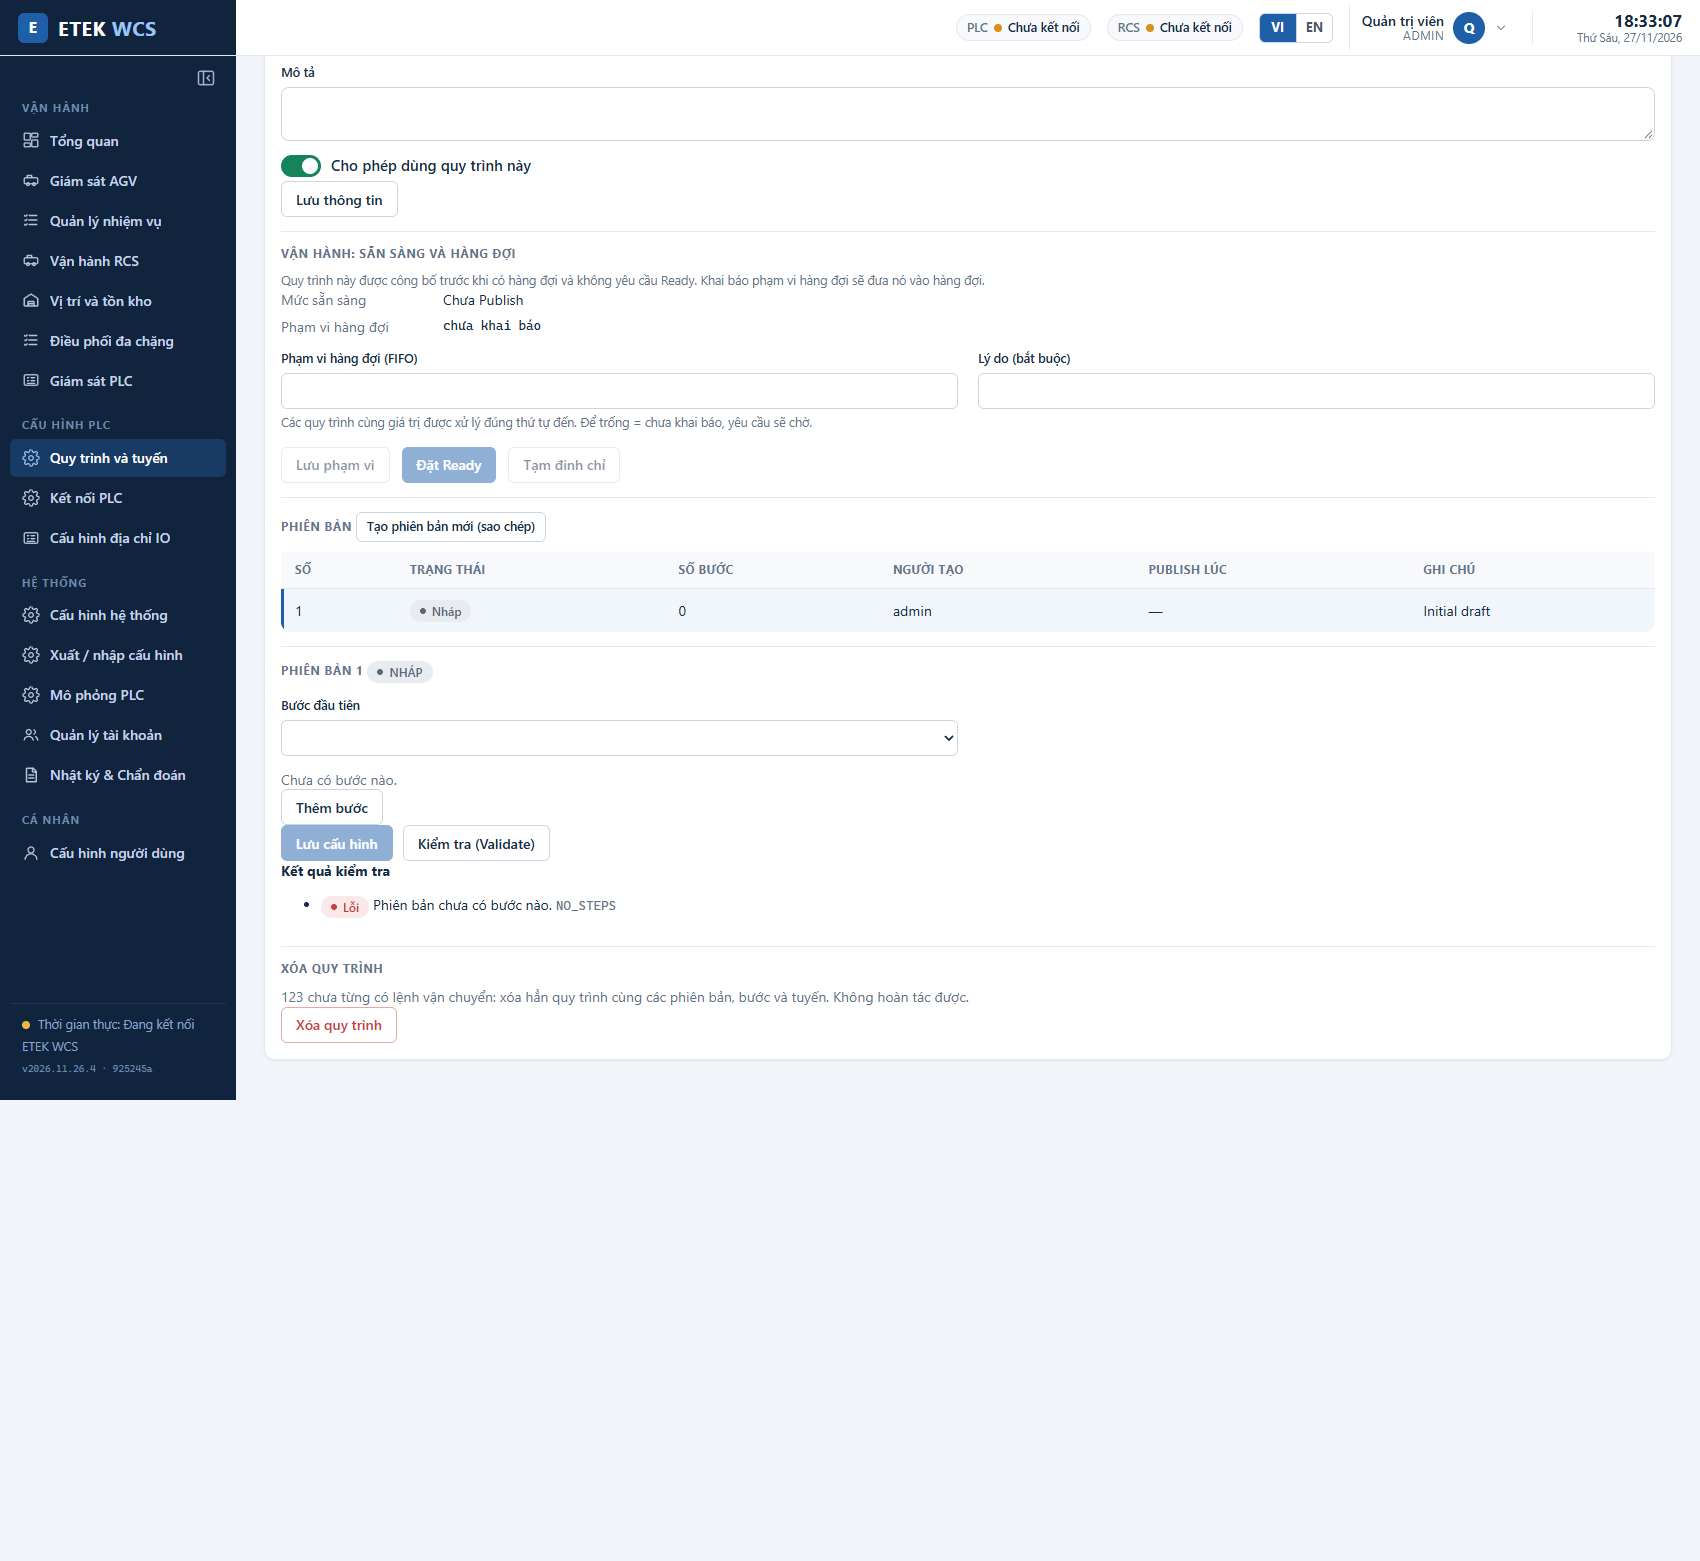 E ETEK WCS
PLC Chưa kết nối
RCS Chưa kết nối
VI EN
Quản trị viên
ADMIN
Q
18:33:07
Thứ Sáu, 27/11/2026
VẬN HÀNH
Tổng quan
Giám sát AGV
Quản lý nhiệm vụ
Vận hành RCS
Vị trí và tồn kho
Điều phối đa chặng
Giám sát PLC
CẤU HÌNH PLC
Quy trình và tuyến
Kết nối PLC
Cấu hình địa chỉ IO
HỆ THỐNG
Cấu hình hệ thống
Xuất / nhập cấu hình
Mô phỏng PLC
Quản lý tài khoản
Nhật ký & Chẩn đoán
CÁ NHÂN
Cấu hình người dùng
Thời gian thực: Đang kết nối
ETEK WCS
v2026.11.26.4 · 925245a
Mô tả
Cho phép dùng quy trình này
Lưu thông tin
VẬN HÀNH: SẴN SÀNG VÀ HÀNG ĐỢI
Quy trình này được công bố trước khi có hàng đợi và không yêu cầu Ready. Khai báo phạm vi hàng đợi sẽ đưa nó vào hàng đợi.
Mức sẵn sàng Chưa Publish
Phạm vi hàng đợi chưa khai báo
Phạm vi hàng đợi (FIFO) Lý do (bắt buộc)
Các quy trình cùng giá trị được xử lý đúng thứ tự đến. Để trống = chưa khai báo, yêu cầu sẽ chờ.
Lưu phạm vi Đặt Ready Tạm đình chỉ
PHIÊN BẢN Tạo phiên bản mới (sao chép)
SỐ TRẠNG THÁI SỐ BƯỚC NGƯỜI TẠO PUBLISH LÚC GHI CHÚ
1 Nháp 0 admin — Initial draft
PHIÊN BẢN 1 NHÁP
Bước đầu tiên
Chưa có bước nào.
Thêm bước
Lưu cấu hình Kiểm tra (Validate)
Kết quả kiểm tra
Lỗi Phiên bản chưa có bước nào. NO_STEPS
XÓA QUY TRÌNH
123 chưa từng có lệnh vận chuyển: xóa hẳn quy trình cùng các phiên bản, bước và tuyến. Không hoàn tác được.
Xóa quy trình